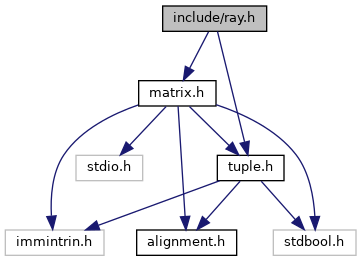 include/ray.h
matrix.h
stdio.h
tuple.h
immintrin.h
alignment.h
stdbool.h